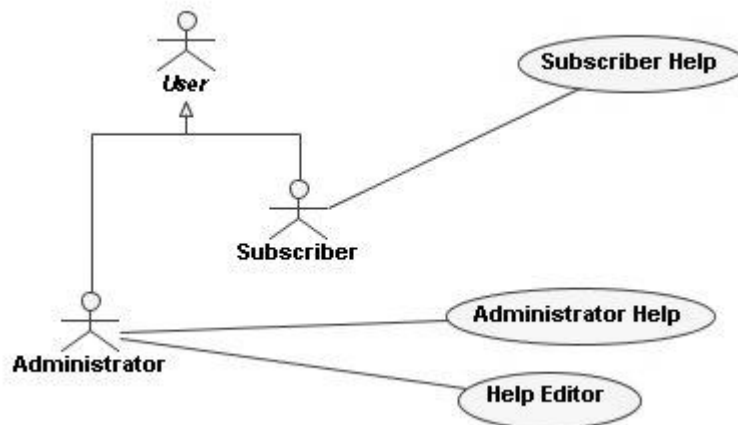 User
Subscriber Help
Subscriber
Administrator Help
Administrator
Help Editor